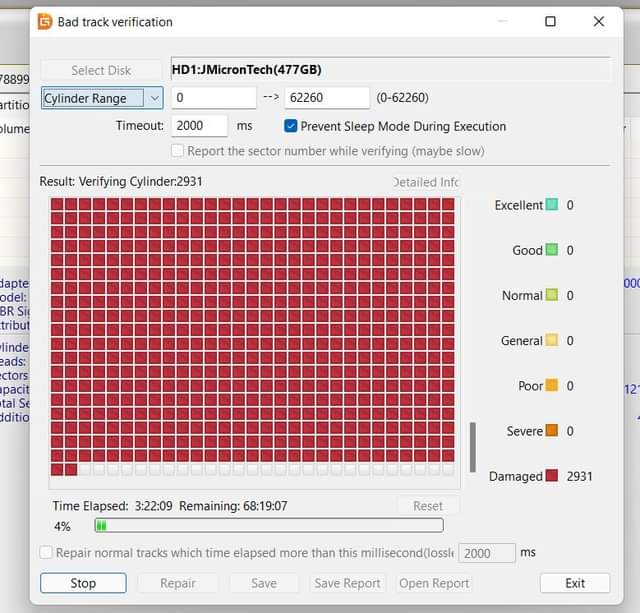 Bad track verification
Select Disk
HD1:JMicronTech(477GB)
78899
Cylinder Range 0 --> 62260 (0-62260)
Timeout: 2000 ms Prevent Sleep Mode During Execution
Report the sector number while verifying (maybe slow)
Result: Verifying Cylinder:2931
Detailed Info
Excellent 0
Good 0
Normal 0
General 0
Poor 0
Severe 0
Damaged 2931
Time Elapsed: 3:22:09 Remaining: 68:19:07
Reset
4%
Repair normal tracks which time elapsed more than this millisecond(lossl 2000 ms
Stop Repair Save Save Report Open Report Exit